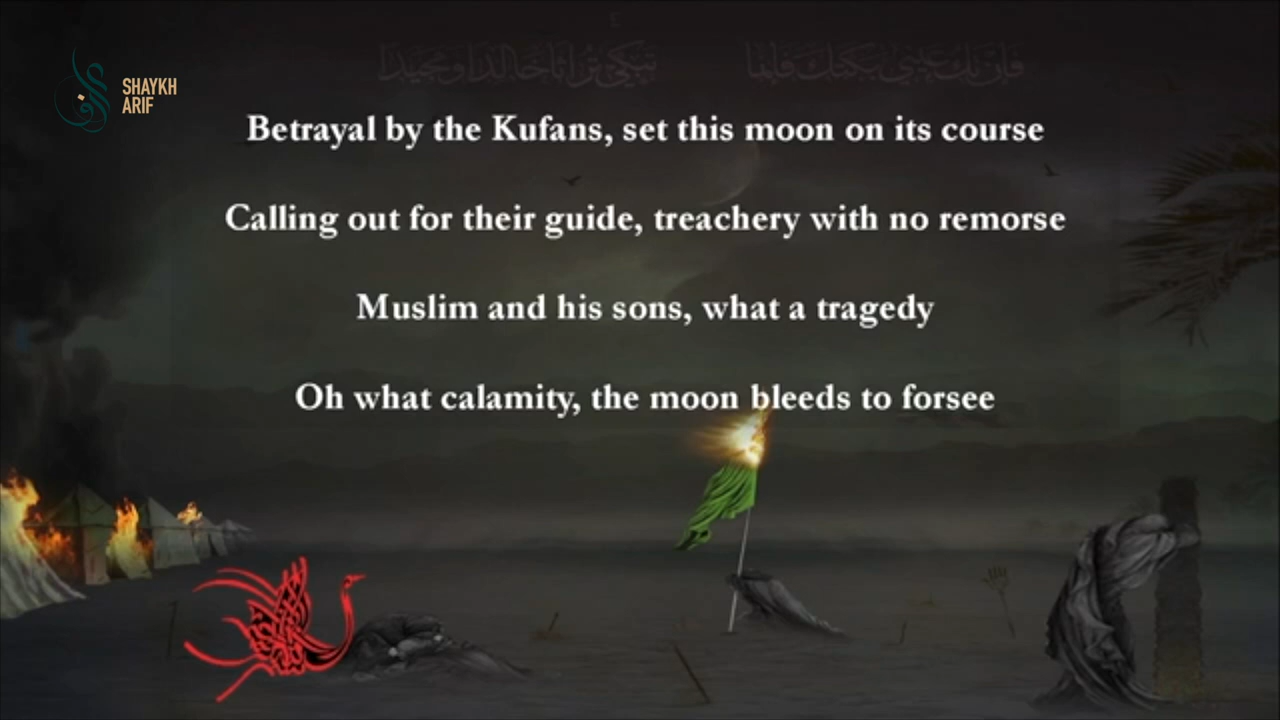 SHAYKH
ARIF
Betrayal by the Kufans, set this moon on its course
Calling out for their guide, treachery with no remorse
Muslim and his sons, what a tragedy
Oh what calamity, the moon bleeds to forsee